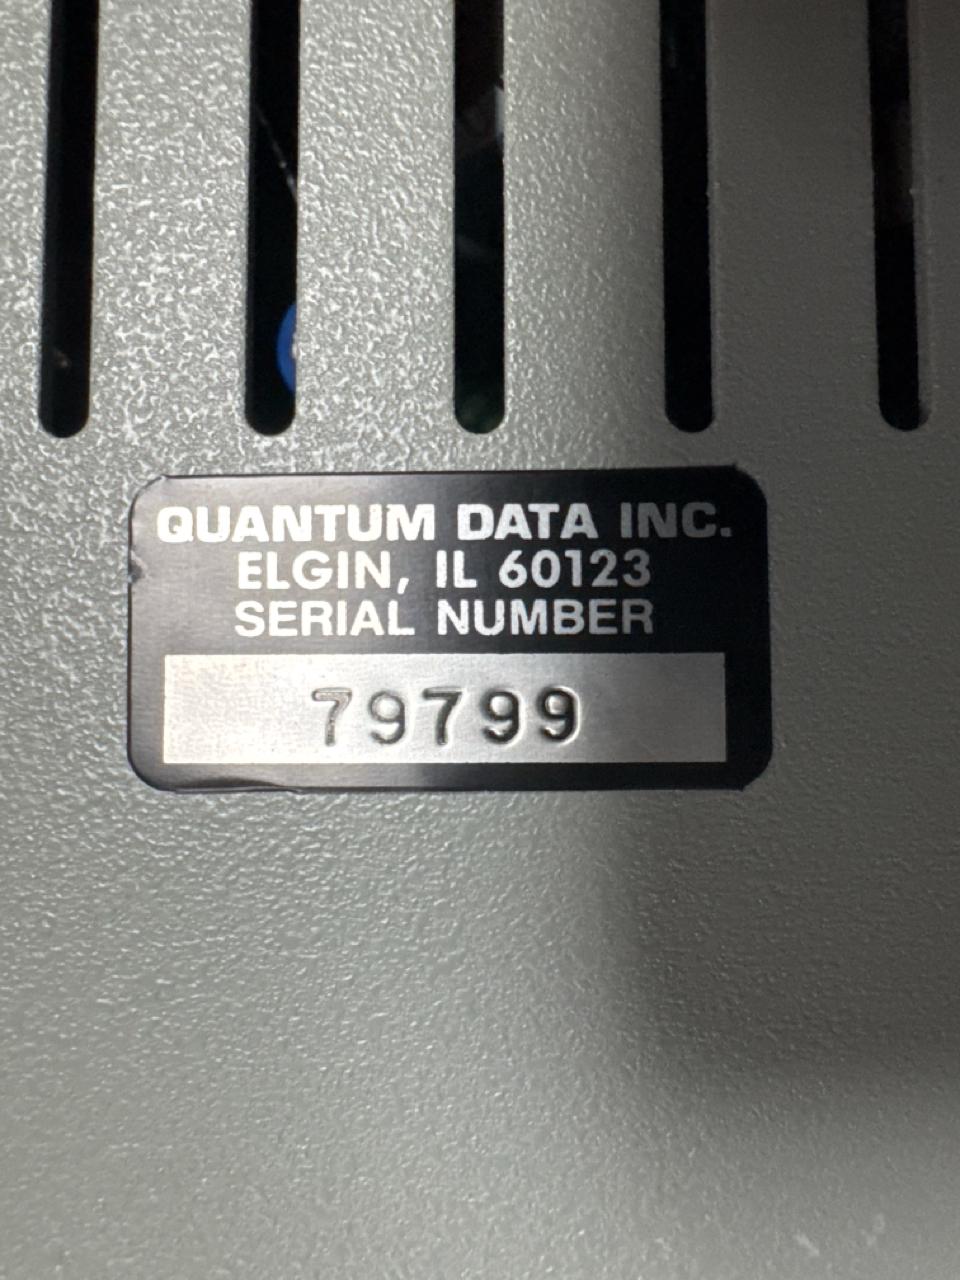 QUANTUM DATA INC.
ELGIN, IL 60123
SERIAL NUMBER
79799